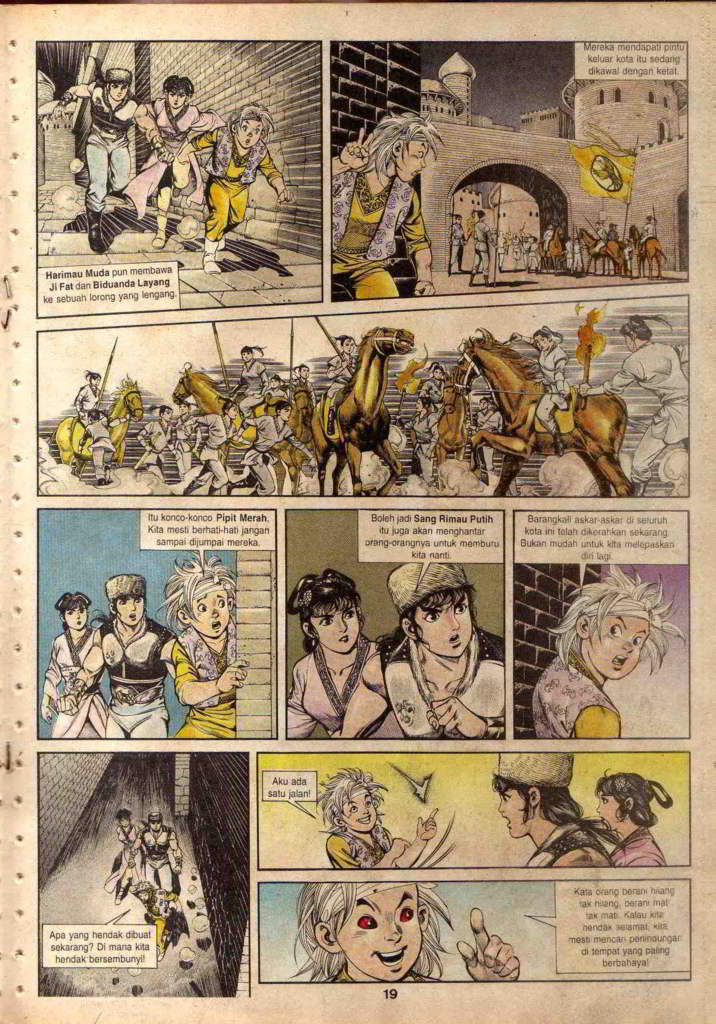 Harimau Muda pun membawa
Ji Fat dan Biduanda Layang
ke sebuah lorong yang lengang.
Mereka mendapati pintu
keluar kota itu sedang
dikawal dengan ketat.
Itu konco-konco Pipit Merah,
Kita mesti berhati-hati jangan
sampai dijumpai mereka.
Boleh jadi Sang Rimau Putih
itu juga akan menghantar
orang-orangnya untuk memburu
kita nanti.
Barangkali askar-askar di seluruh
kota ini telah dikerahkan sekarang.
Bukan mudah untuk kita melepaskan
diri lagi.
Apa yang hendak dibuat
sekarang? Di mana kita
hendak bersembunyi!
Aku ada
satu jalan!
Kata orang berani hilang
tak hilang, berani mati
tak mati. Kalau kita
hendak selamat, kita
mesti mencari perlindungan
di tempat yang paling
berbahaya!
19